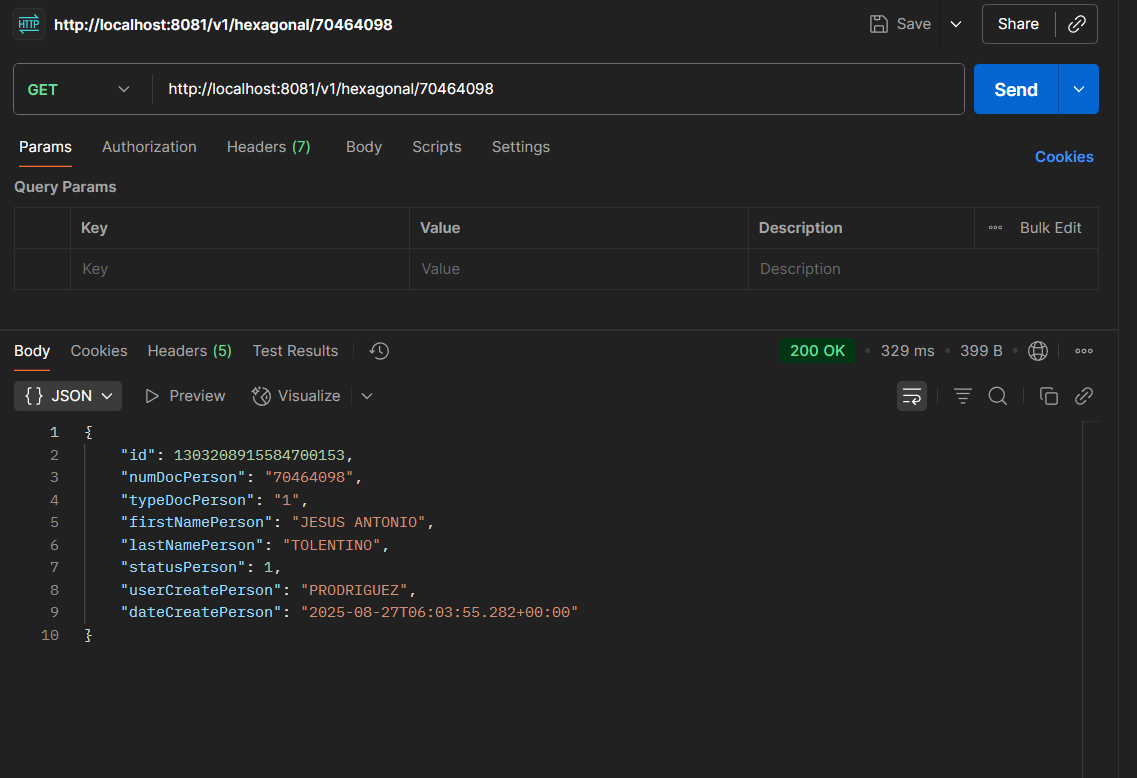 HTTP http://localhost:8081/v1/hexagonal/70464098 Save Share
GET http://localhost:8081/v1/hexagonal/70464098 Send
Params Authorization Headers (7) Body Scripts Settings Cookies
Query Params
Key Value Description Bulk Edit
Key Value Description
Body Cookies Headers (5) Test Results 200 OK • 329 ms • 399 B •
{ } JSON Preview Visualize
1 {
2 "id": 1303208915584700153,
3 "numDocPerson": "70464098",
4 "typeDocPerson": "1",
5 "firstNamePerson": "JESUS ANTONIO",
6 "lastNamePerson": "TOLENTINO",
7 "statusPerson": 1,
8 "userCreatePerson": "PRODRIGUEZ",
9 "dateCreatePerson": "2025-08-27T06:03:55.282+00:00"
10 }